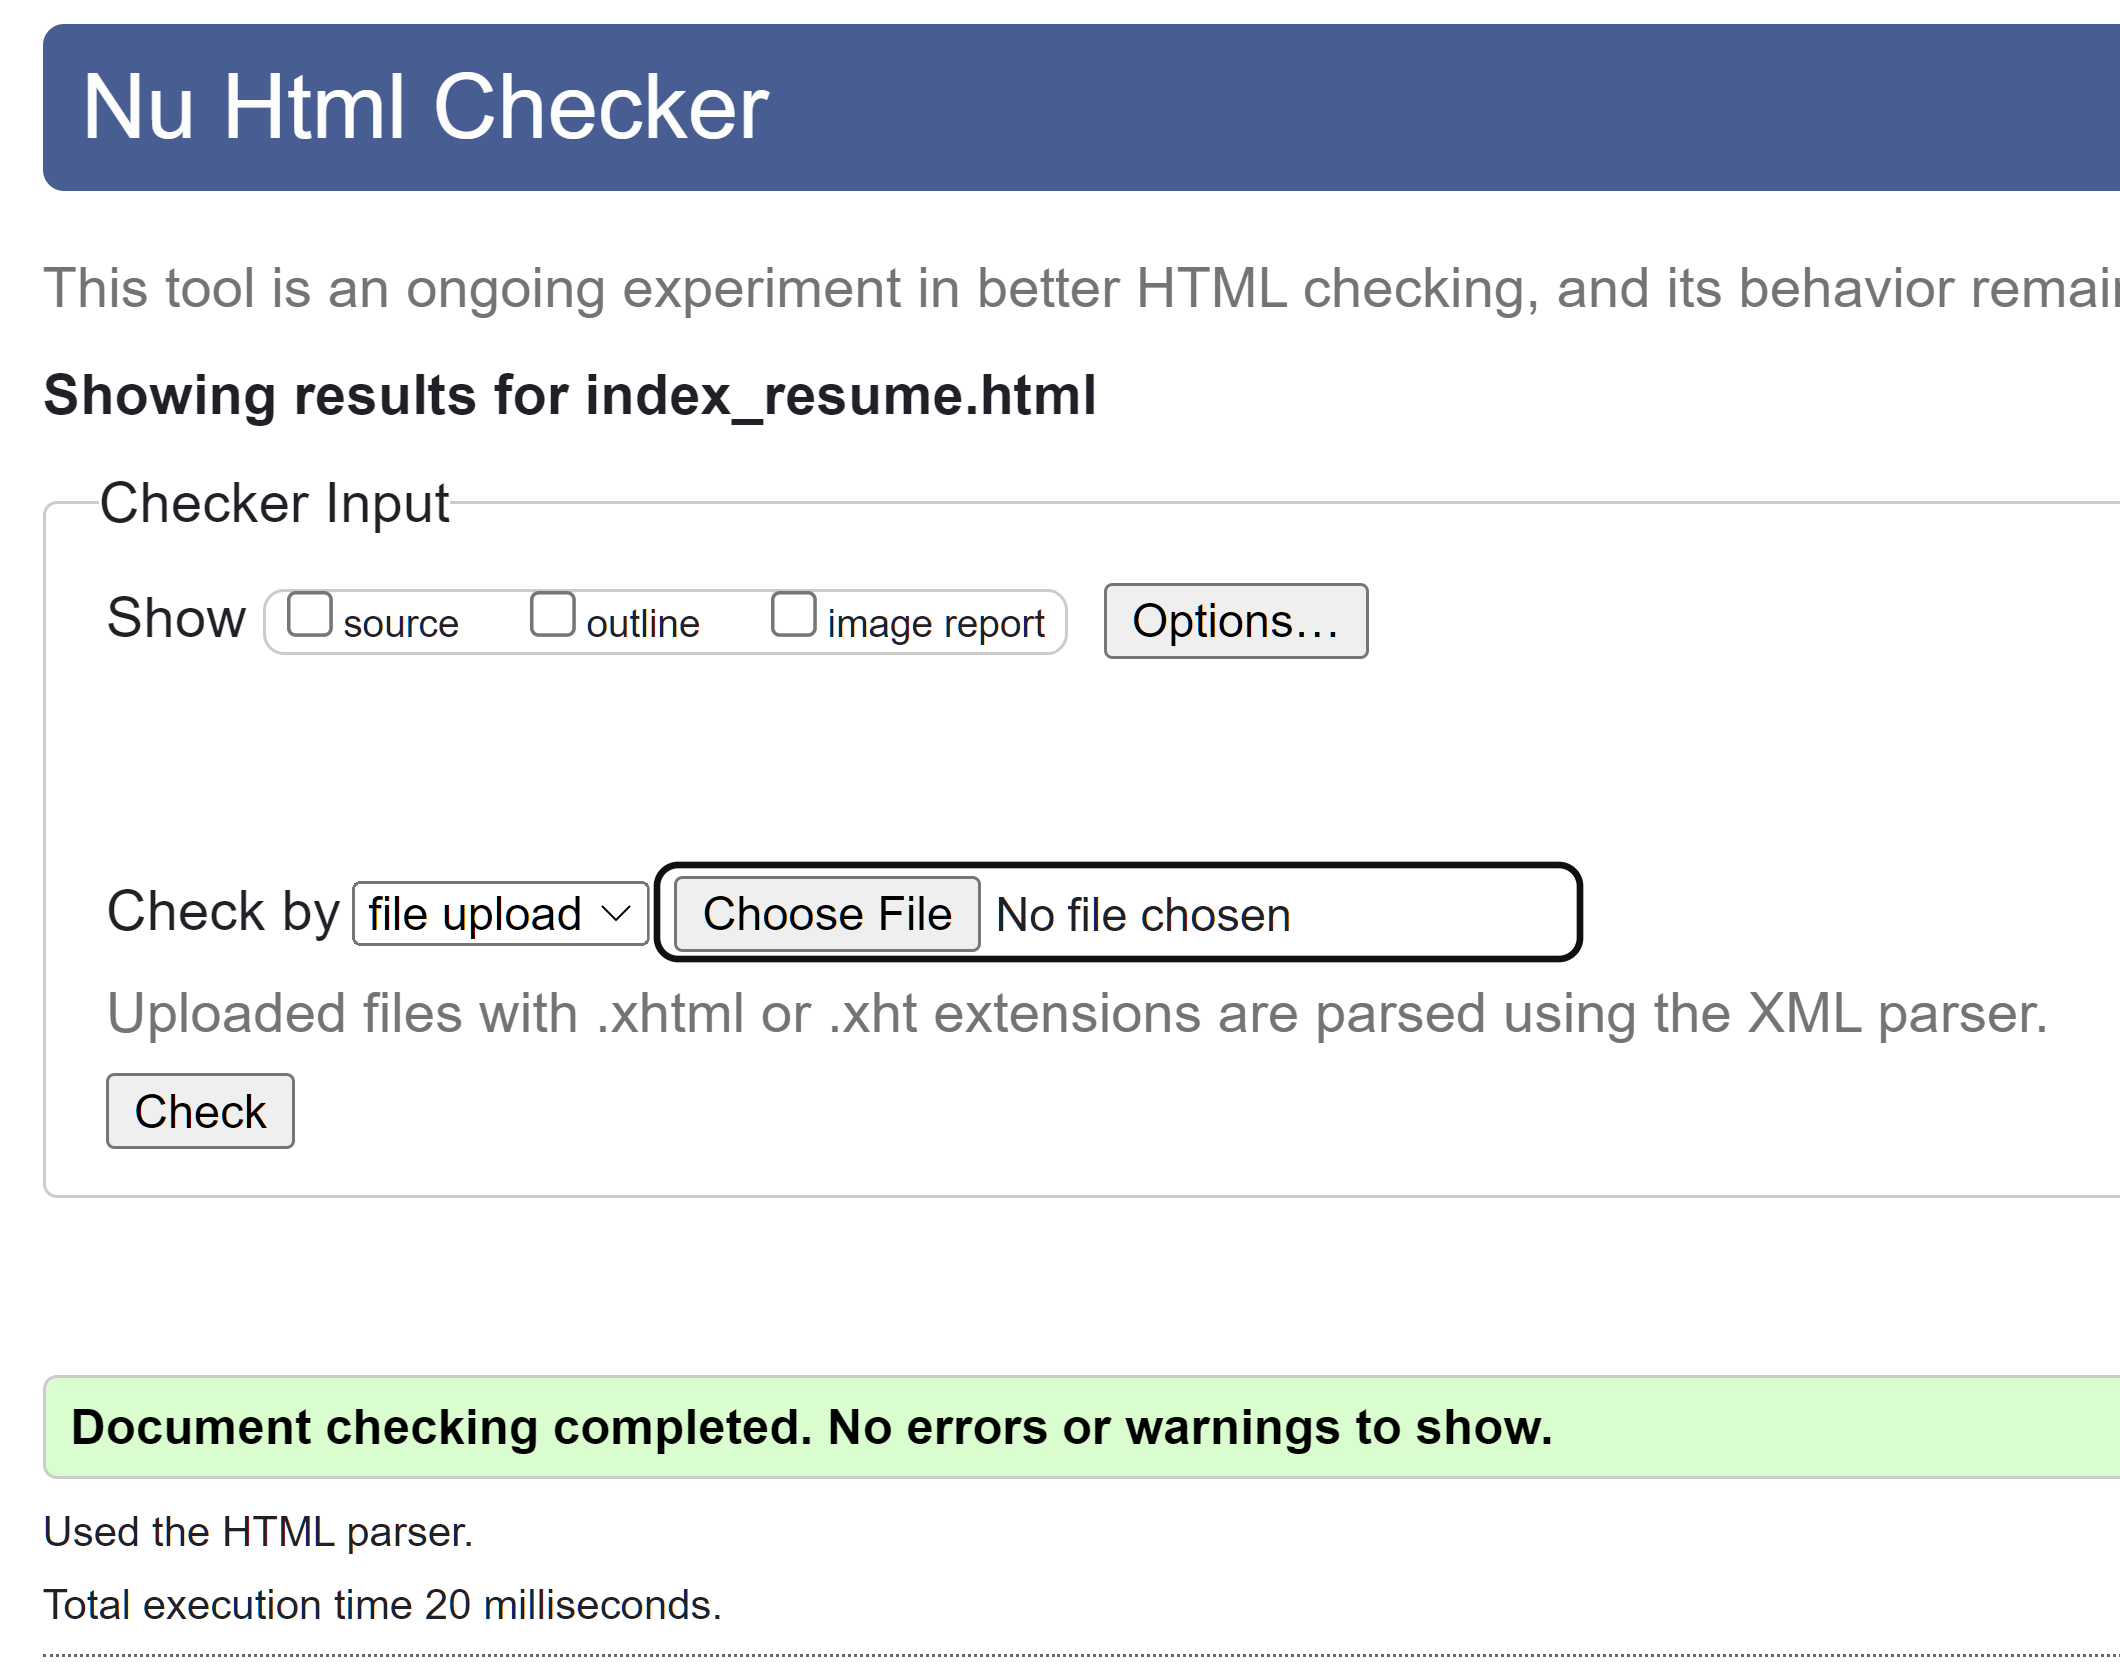 Nu Html Checker
This tool is an ongoing experiment in better HTML checking, and its behavior
Showing results for index_resume.html
Checker Input
Show source outline image report Options…
Check by file upload Choose File No file chosen
Uploaded files with .xhtml or .xht extensions are parsed using the XML parser.
Check
Document checking completed. No errors or warnings to show.
Used the HTML parser.
Total execution time 20 milliseconds.